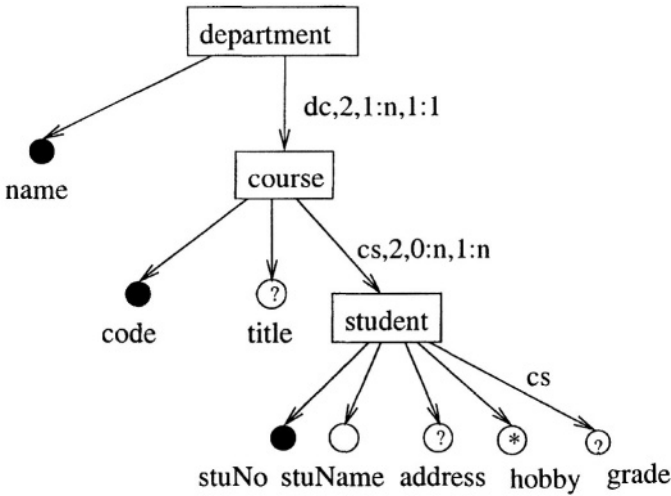 department
dc,2,1:n,1:1
name
course
cs,2,0:n,1:n
?
code
title
student
cs
?
*
?
stuNo stuName address hobby grade